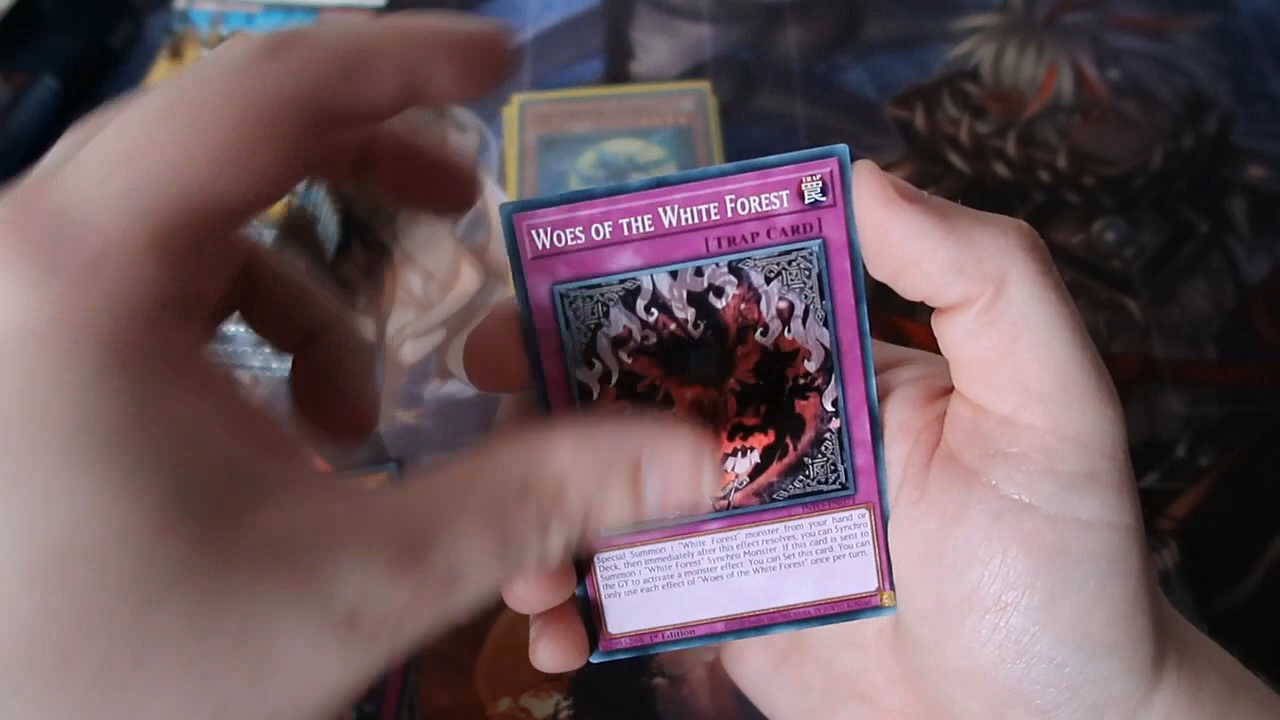 WOES OF THE WHITE FOREST
TRAP
罠
[TRAP CARD]
INFO-EN071
Special Summon 1 "White Forest" monster from your hand or
Deck, then immediately after this effect resolves, you can Synchro
Summon 1 "White Forest" Synchro Monster. If this card is sent to
the GY to activate a monster effect: You can Set this card. You can
only use each effect of "Woes of the White Forest" once per turn.
1st Edition